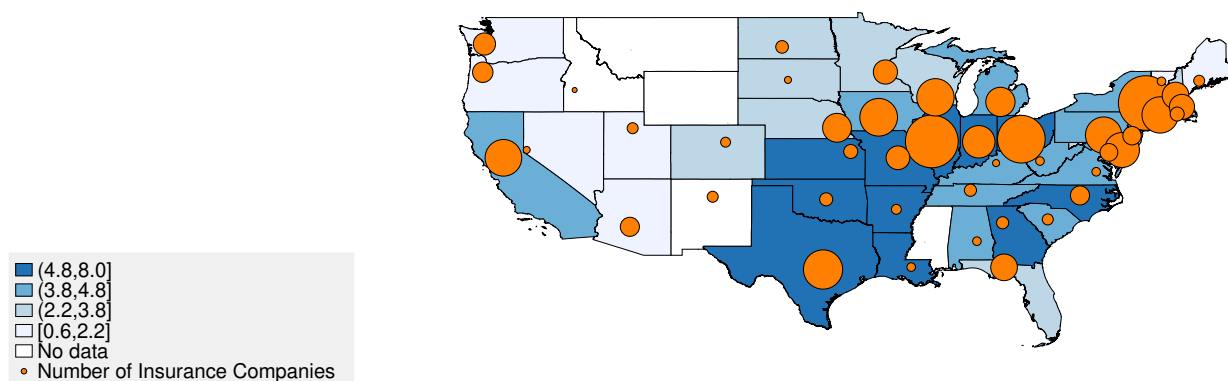 (4.8,8.0]
(3.8,4.8]
(2.2,3.8]
[0.6,2.2]
No data
Number of Insurance Companies